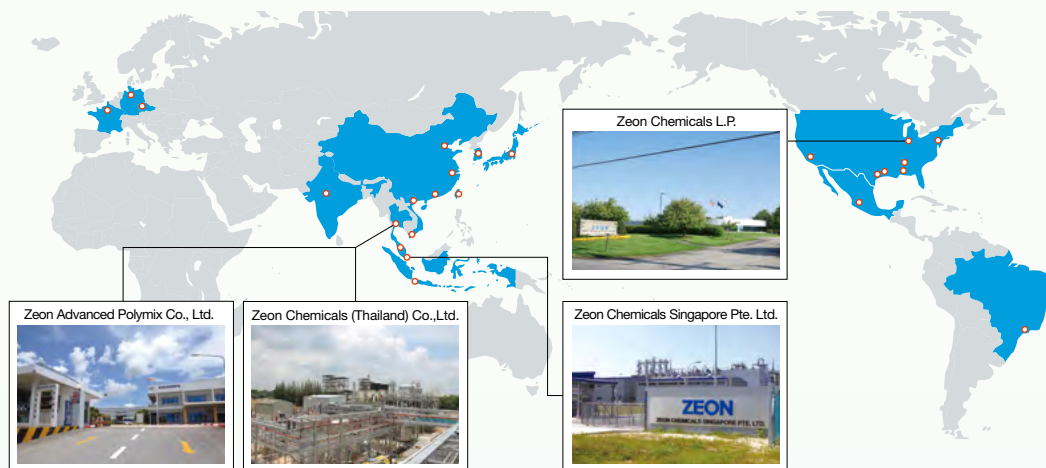 Zeon Chemicals L.P.
Zeon Advanced Polymix Co., Ltd.
Zeon Chemicals (Thailand) Co.,Ltd.
Zeon Chemicals Singapore Pte. Ltd.
ZEON
ZEON CHEMICALS SINGAPORE PTE. LTD.